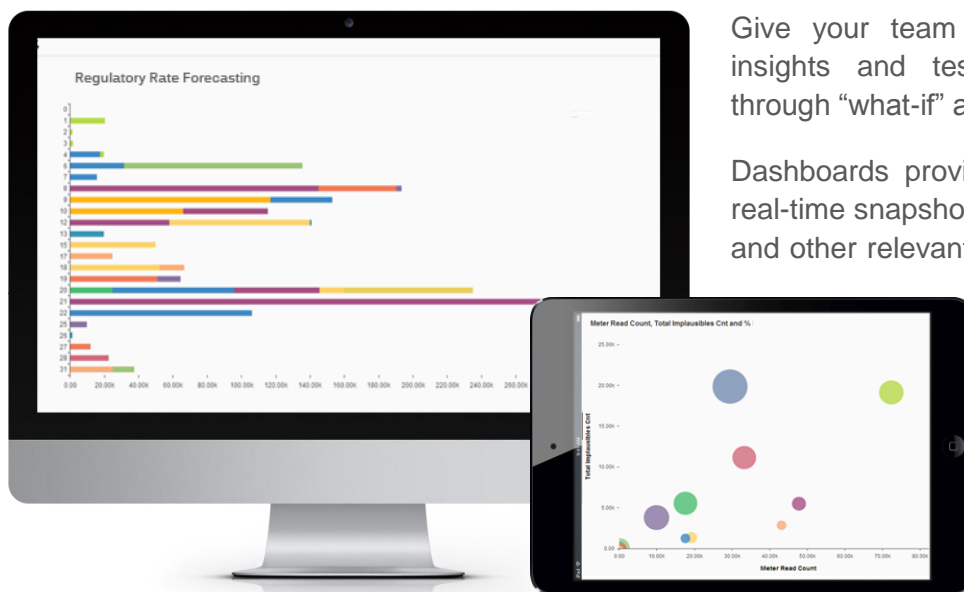 Give your team
insights and tes
through “what-if” a
Dashboards provi
real-time snapsho
and other relevan
Regulatory Rate Forecasting
0
1
2
3
4
6
7
8
9
10
12
13
15
17
18
19
20
21
22
25
26
27
28
31
0.00 20.00k 40.00k 60.00k 80.00k 100.00k 120.00k 140.00k 160.00k 180.00k 200.00k 220.00k 240.00k 260.00k
Meter Read Count, Total Implausibles Cnt and %
Total Implausibles Cnt
25.00k
20.00k
15.00k
10.00k
5.00k
0.00
0.00 10.00k 20.00k 30.00k 40.00k 50.00k 60.00k 70.00k 80.00k
Meter Read Count
iPad